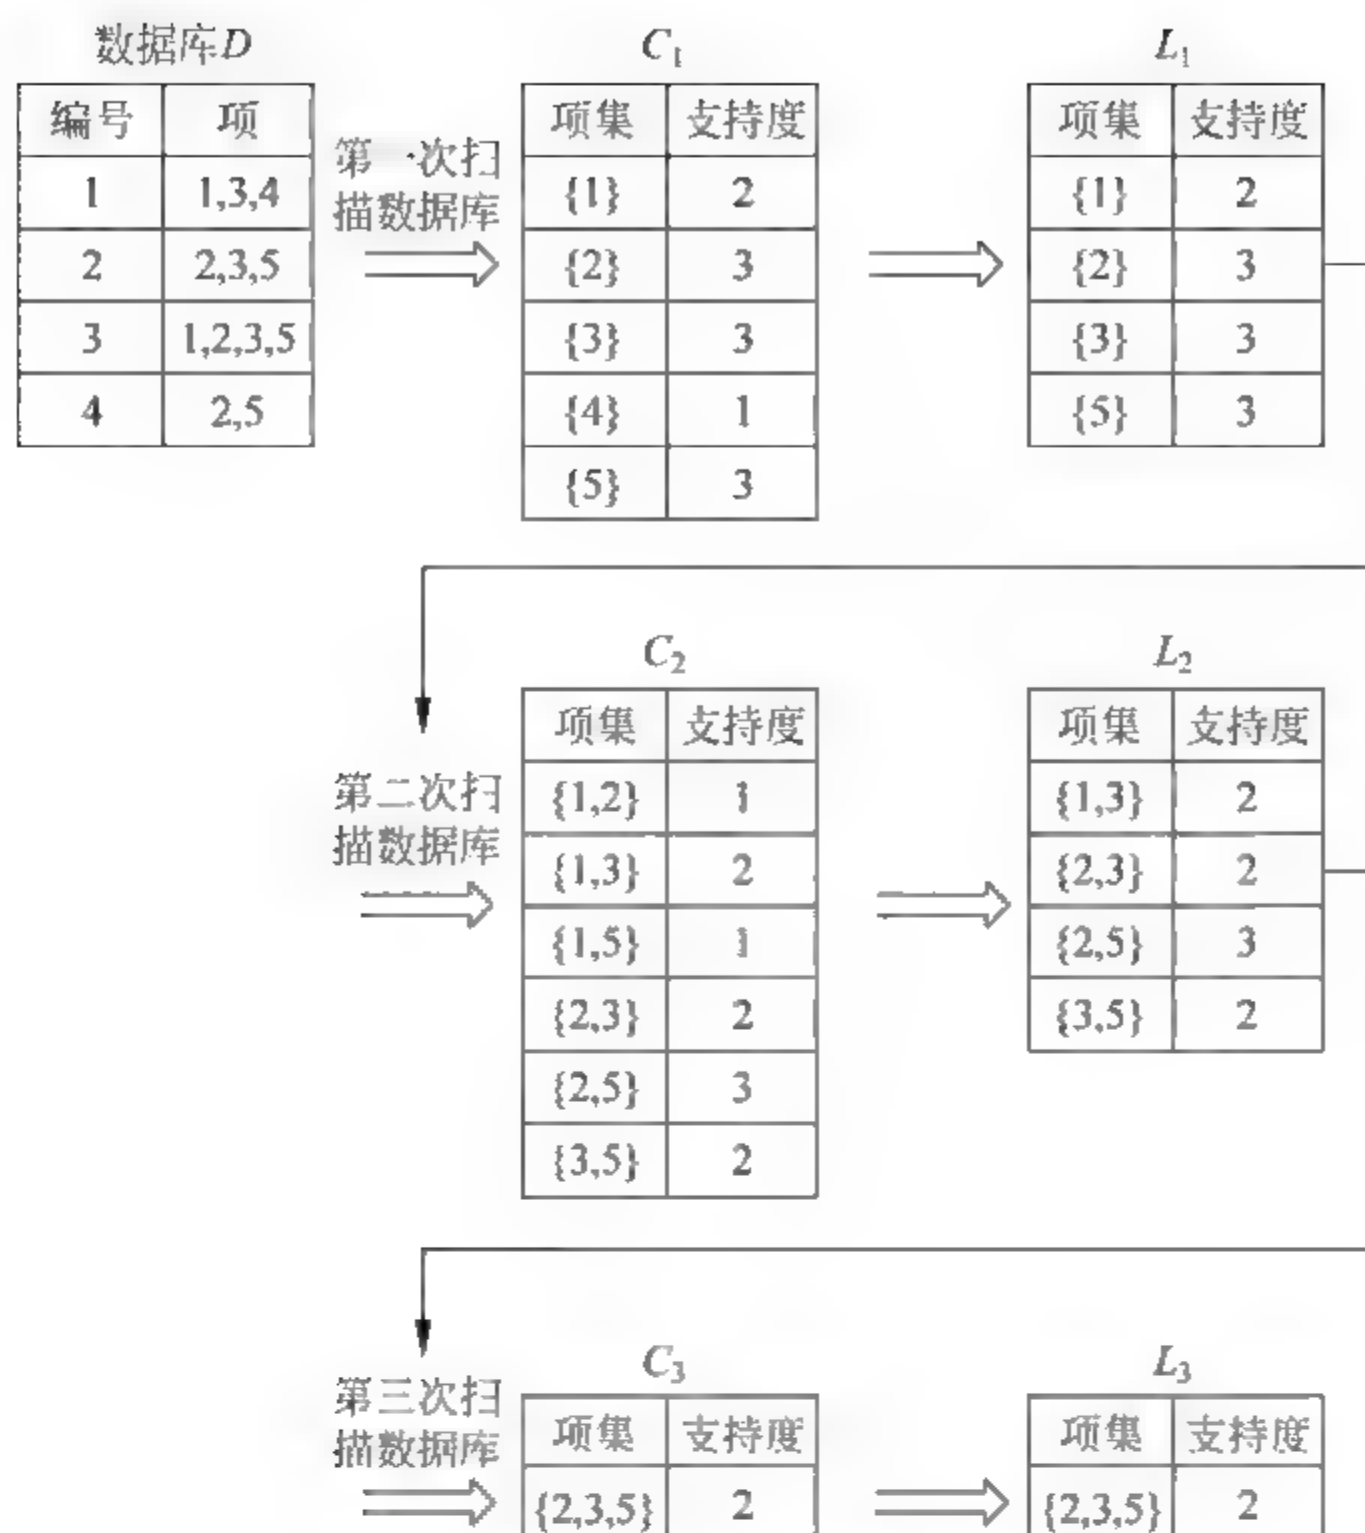 数据库D
编号 项
1 1,3,4
2 2,3,5
3 1,2,3,5
4 2,5
第一次扫
描数据库
C₁
项集 支持度
{1} 2
{2} 3
{3} 3
{4} 1
{5} 3
L₁
项集 支持度
{1} 2
{2} 3
{3} 3
{5} 3
第二次扫
描数据库
C₂
项集 支持度
{1,2} 1
{1,3} 2
{1,5} 1
{2,3} 2
{2,5} 3
{3,5} 2
L₂
项集 支持度
{1,3} 2
{2,3} 2
{2,5} 3
{3,5} 2
第三次扫
描数据库
C₃
项集 支持度
{2,3,5} 2
L₃
项集 支持度
{2,3,5} 2